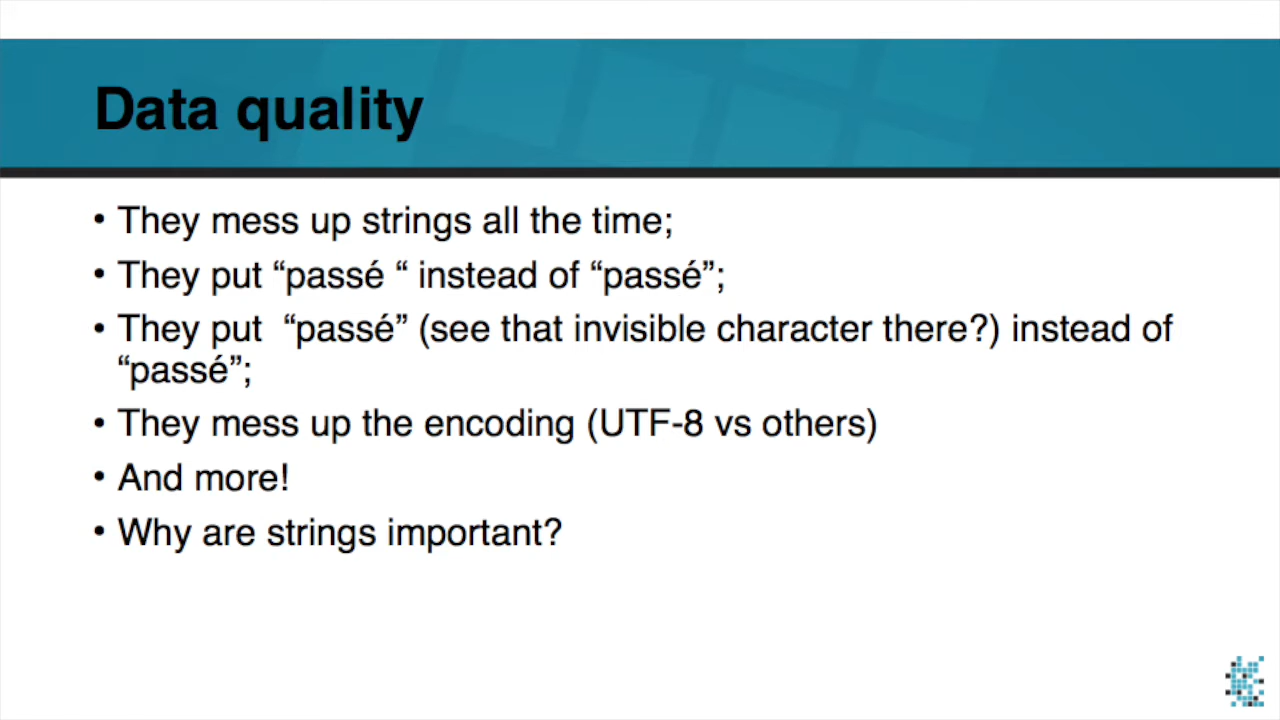 Data quality
• They mess up strings all the time;
• They put “passé “ instead of “passé”;
• They put  “passé” (see that invisible character there?) instead of
“passé”;
• They mess up the encoding (UTF-8 vs others)
• And more!
• Why are strings important?